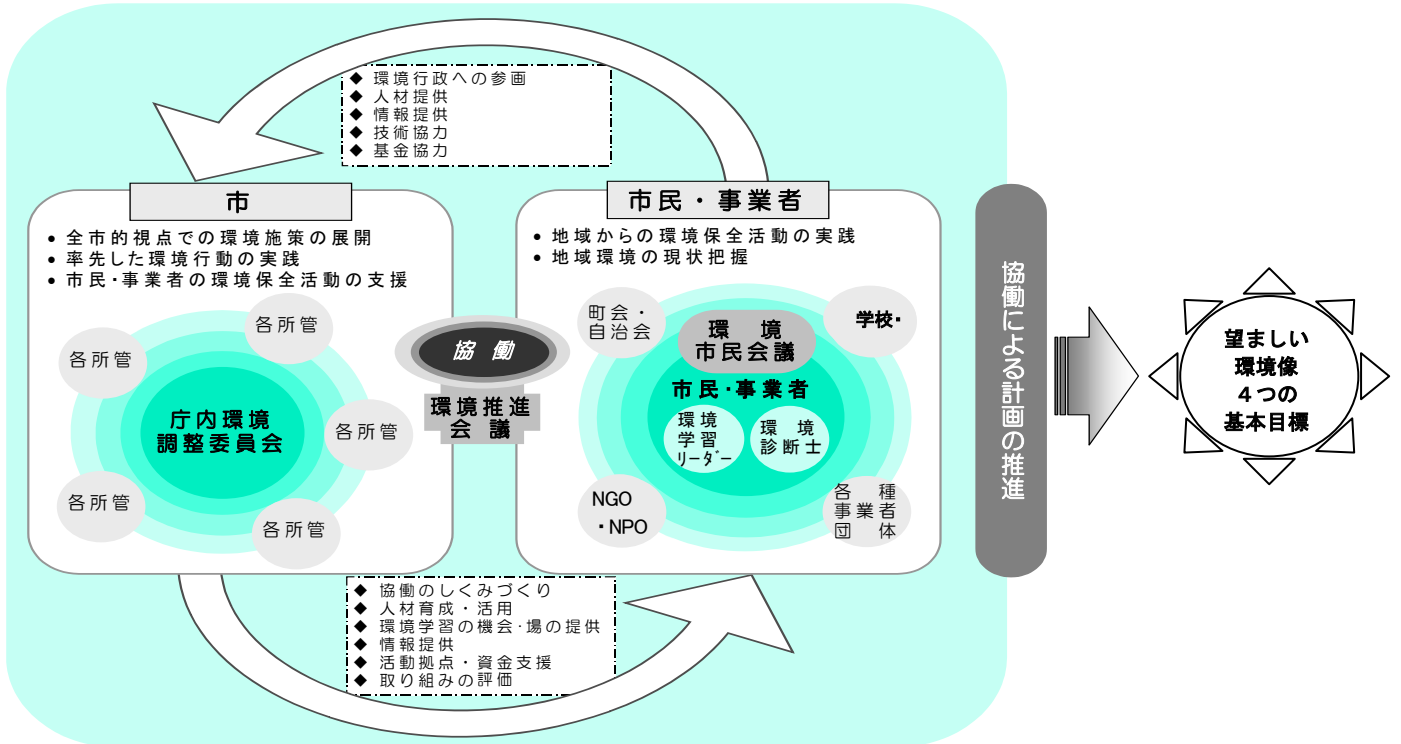 ◆ 環境行政への参画
◆ 人材提供
◆ 情報提供
◆ 技術協力
◆ 基金協力
市
• 全市的視点での環境施策の展開
• 率先した環境行動の実践
• 市民・事業者の環境保全活動の支援
各所管
各所管
各所管
各所管
各所管
庁内環境
調整委員会
協働
環境推進
会議
市民・事業者
• 地域からの環境保全活動の実践
• 地域環境の現状把握
町会・
自治会
学校・
環境
市民会議
市民・事業者
環境
学習
リーダー
環境
診断士
NGO
・NPO
各種
事業者
団体
◆ 協働のしくみづくり
◆ 人材育成・活用
◆ 環境学習の機会・場の提供
◆ 情報提供
◆ 活動拠点・資金支援
◆ 取り組みの評価
協働による計画の推進
望ましい
環境像
４つの
基本目標